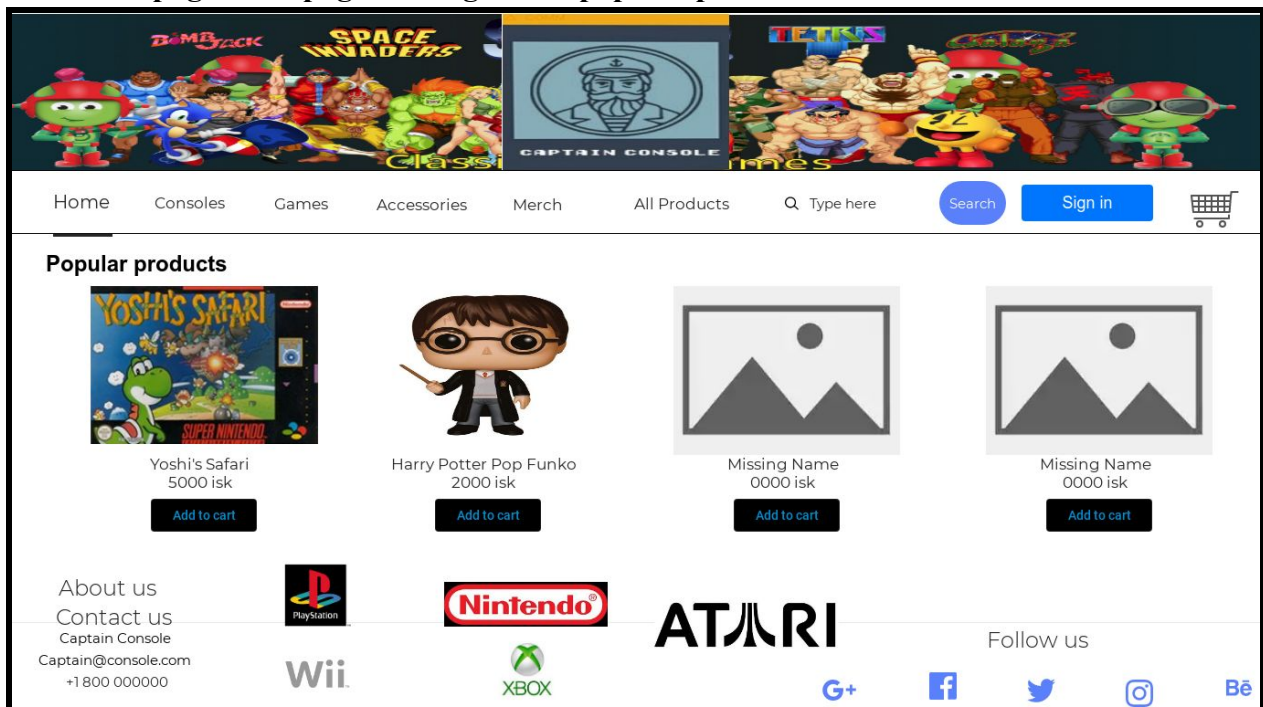 BOMB JACK
SPACE
INVADERS
TETRIS
Galaga
CAPTAIN CONSOLE
Classi
mes
Home Consoles Games Accessories Merch All Products Type here Search Sign in
Popular products
YOSHI'S SAFARI
Nintendo
SUPER NINTENDO
Yoshi's Safari
5000 isk
Add to cart
Harry Potter Pop Funko
2000 isk
Add to cart
Missing Name
0000 isk
Add to cart
Missing Name
0000 isk
Add to cart
About us
Contact us
Captain Console
Captain@console.com
+1 800 000000
PlayStation
Nintendo®
ATARI
Wii
XBOX
Follow us
G+
Bē